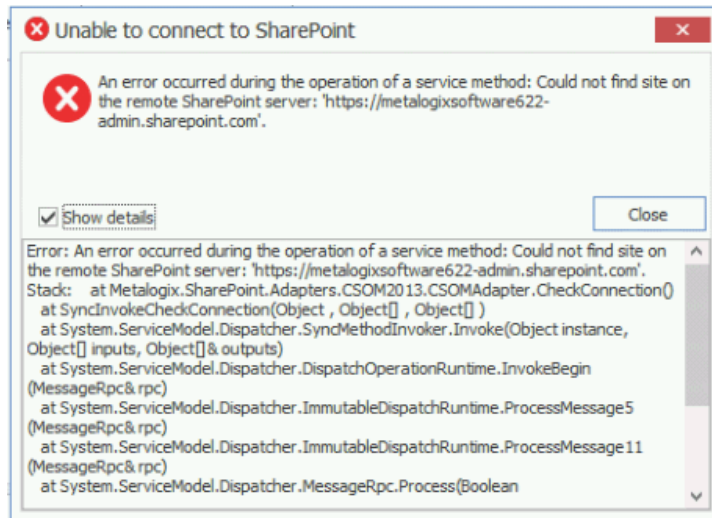 Unable to connect to SharePoint
An error occurred during the operation of a service method: Could not find site on
the remote SharePoint server: 'https://metalogixsoftware622-
admin.sharepoint.com'.
Show details
Close
Error: An error occurred during the operation of a service method: Could not find site on
the remote SharePoint server: 'https://metalogixsoftware622-admin.sharepoint.com'.
Stack:    at Metalogix.SharePoint.Adapters.CSOM2013.CSOMAdapter.CheckConnection()
   at SyncInvokeCheckConnection(Object , Object[] , Object[] )
   at System.ServiceModel.Dispatcher.SyncMethodInvoker.Invoke(Object instance,
Object[] inputs, Object[]& outputs)
   at System.ServiceModel.Dispatcher.DispatchOperationRuntime.InvokeBegin
(MessageRpc& rpc)
   at System.ServiceModel.Dispatcher.ImmutableDispatchRuntime.ProcessMessage5
(MessageRpc& rpc)
   at System.ServiceModel.Dispatcher.ImmutableDispatchRuntime.ProcessMessage11
(MessageRpc& rpc)
   at System.ServiceModel.Dispatcher.MessageRpc.Process(Boolean